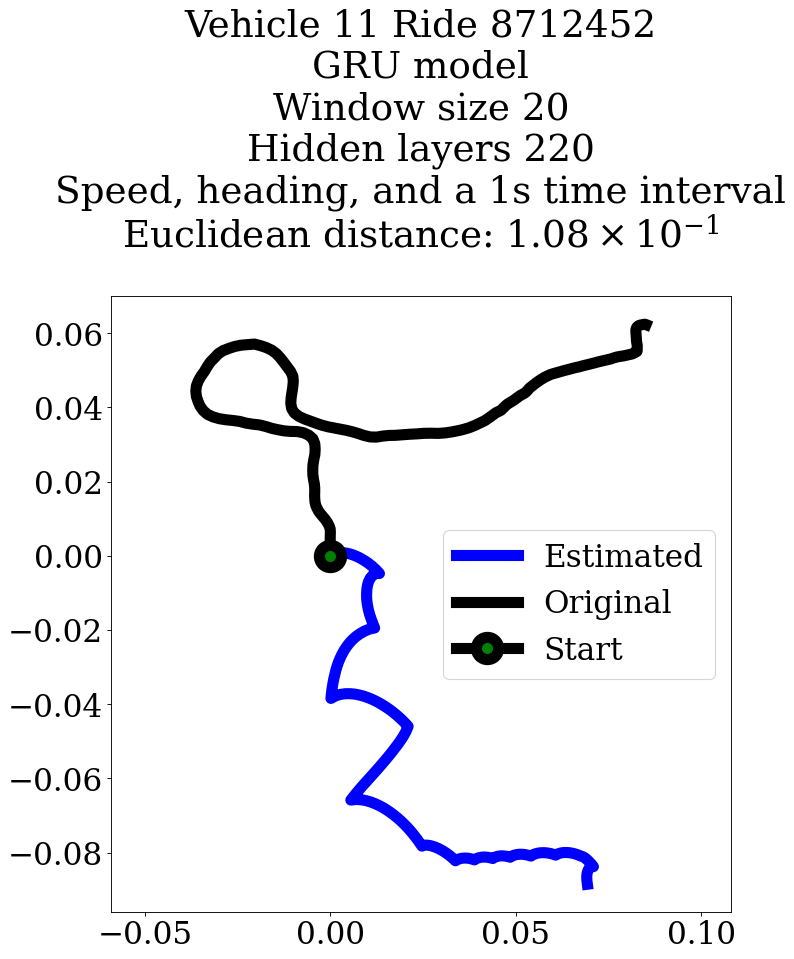 Vehicle 11 Ride 8712452
GRU model
Window size 20
Hidden layers 220
Speed, heading, and a 1s time interval
Euclidean distance: 1.08 × 10⁻¹
0.06
0.04
0.02
0.00
−0.02
−0.04
−0.06
−0.08
Estimated
Original
Start
−0.05
0.00
0.05
0.10